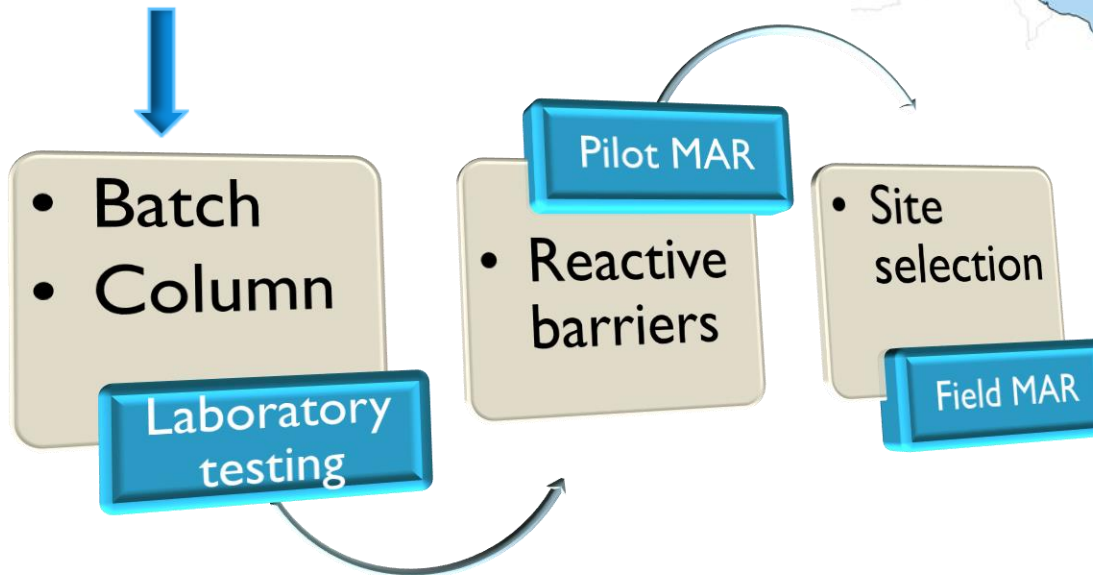 • Batch
• Column
Laboratory
testing
Pilot MAR
• Reactive
barriers
• Site
selection
Field MAR